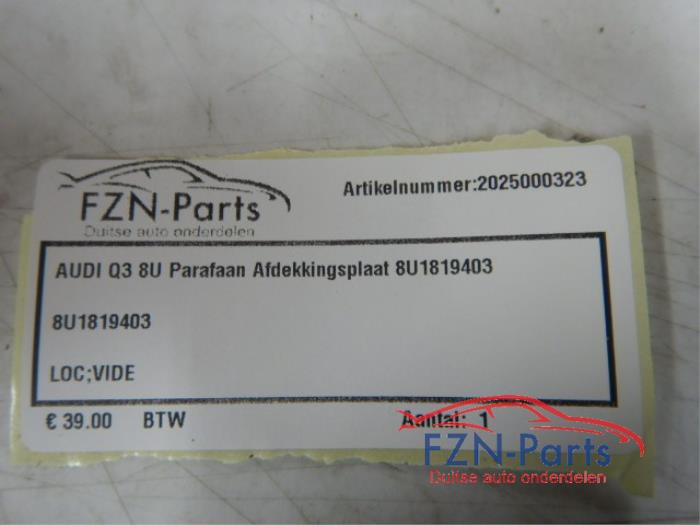 FZN-Parts
Duitse auto onderdelen
Artikelnummer:2025000323
AUDI Q3 8U Parafaan Afdekkingsplaat 8U1819403
8U1819403
LOC;VIDE
€ 39.00 BTW
Aantal: 1
FZN-Parts
Duitse auto onderdelen